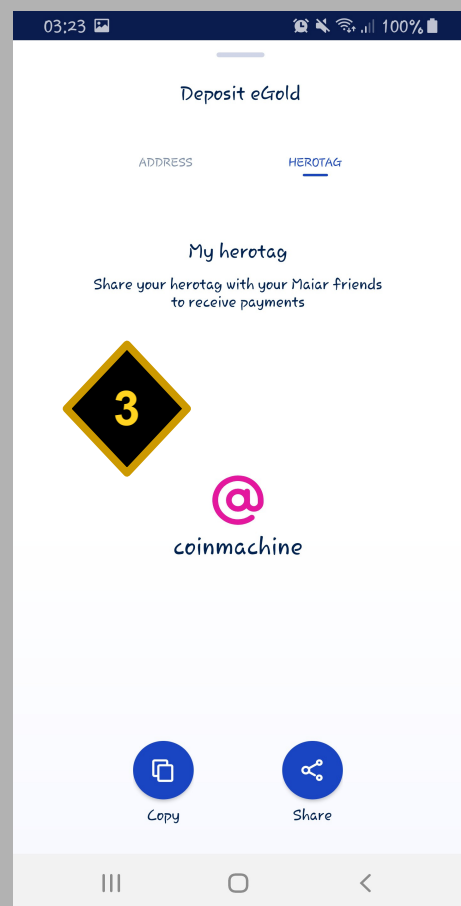 03:23 100%
Deposit eGold
ADDRESS HEROTAG
My herotag
Share your herotag with your Maiar friends
to receive payments
3
@
coinmachine
Copy Share